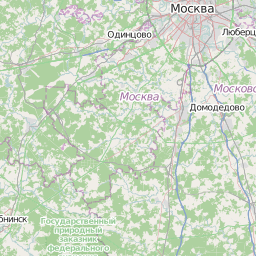 Москва
Одинцово
Люберц
Москва
Московс
Домодедово
нинск
Государственный
природный
заказник
федерального